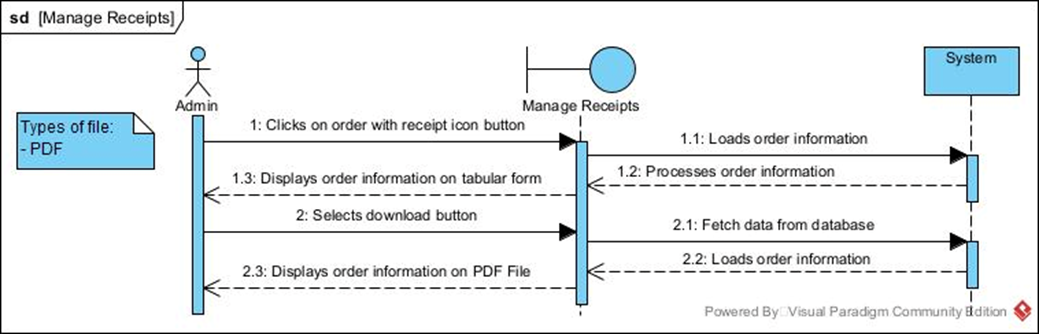 sd [Manage Receipts]
System
Admin
Manage Receipts
Types of file:
- PDF
1: Clicks on order with receipt icon button
1.1: Loads order information
1.2: Processes order information
1.3: Displays order information on tabular form
2: Selects download button
2.1: Fetch data from database
2.2: Loads order information
2.3: Displays order information on PDF File
Powered By Visual Paradigm Community Edition